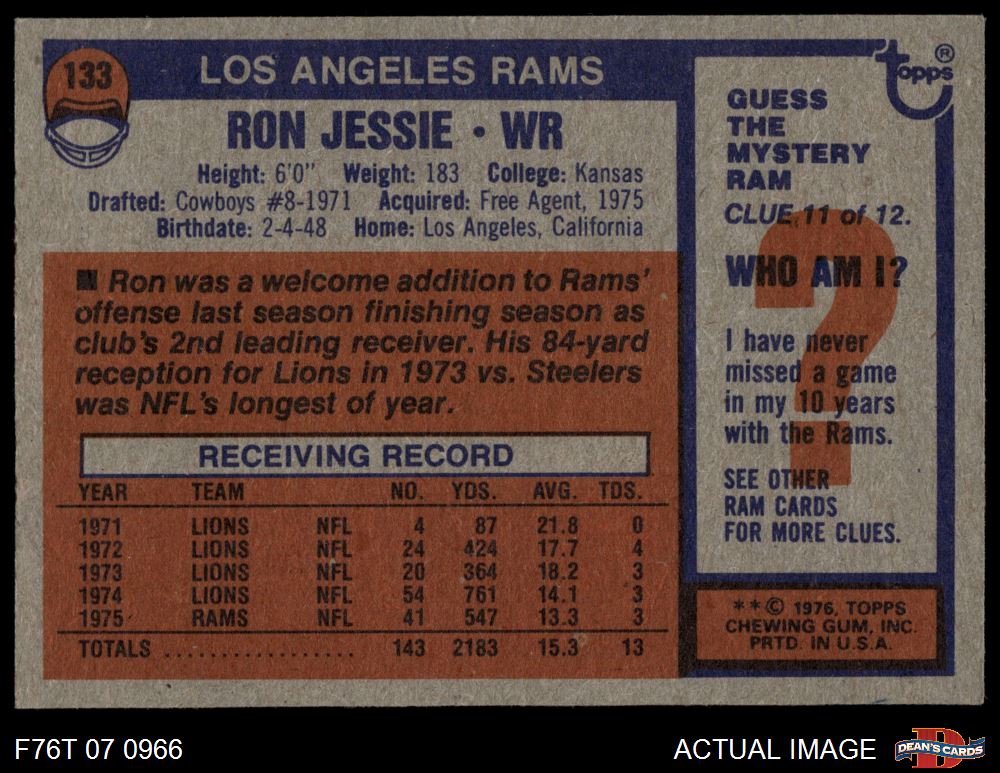 133
LOS ANGELES RAMS
RON JESSIE • WR
Height: 6'0" Weight: 183 College: Kansas
Drafted: Cowboys #8-1971 Acquired: Free Agent, 1975
Birthdate: 2-4-48 Home: Los Angeles, California
■ Ron was a welcome addition to Rams'
offense last season finishing season as
club's 2nd leading receiver. His 84-yard
reception for Lions in 1973 vs. Steelers
was NFL's longest of year.
RECEIVING RECORD
YEAR TEAM NO. YDS. AVG. TDS.
1971 LIONS NFL 4 87 21.8 0
1972 LIONS NFL 24 424 17.7 4
1973 LIONS NFL 20 364 18.2 3
1974 LIONS NFL 54 761 14.1 3
1975 RAMS NFL 41 547 13.3 3
TOTALS ................. 143 2183 15.3 13
topps®
GUESS
THE
MYSTERY
RAM
CLUE 11 of 12.
?
WHO AM I?
I have never
missed a game
in my 10 years
with the Rams.
SEE OTHER
RAM CARDS
FOR MORE CLUES.
**© 1976, TOPPS
CHEWING GUM, INC.
PRTD. IN U.S.A.
F76T 07 0966
ACTUAL IMAGE
D
DEAN'S CARDS